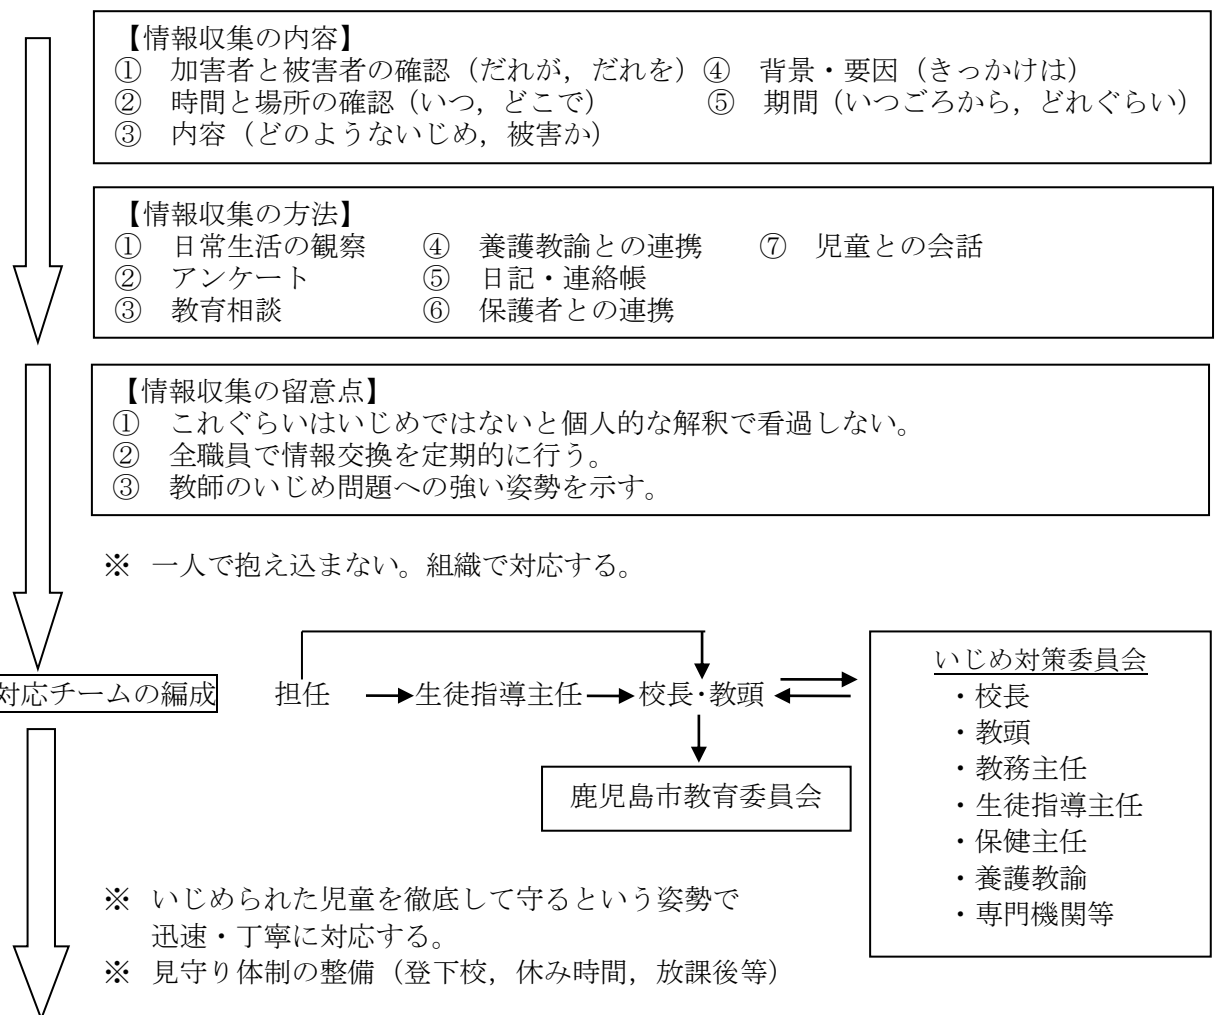 【情報収集の内容】
① 加害者と被害者の確認（だれが，だれを）④ 背景・要因（きっかけは）
② 時間と場所の確認（いつ，どこで） ⑤ 期間（いつごろから，どれぐらい）
③ 内容（どのようないじめ，被害か）
【情報収集の方法】
① 日常生活の観察 ④ 養護教諭との連携 ⑦ 児童との会話
② アンケート ⑤ 日記・連絡帳
③ 教育相談 ⑥ 保護者との連携
【情報収集の留意点】
① これぐらいはいじめではないと個人的な解釈で看過しない。
② 全職員で情報交換を定期的に行う。
③ 教師のいじめ問題への強い姿勢を示す。
※ 一人で抱え込まない。組織で対応する。
対応チームの編成 担任 生徒指導主任 校長・教頭
鹿児島市教育委員会
いじめ対策委員会
・校長
・教頭
・教務主任
・生徒指導主任
・保健主任
・養護教諭
・専門機関等
※ いじめられた児童を徹底して守るという姿勢で
迅速・丁寧に対応する。
※ 見守り体制の整備（登下校，休み時間，放課後等）